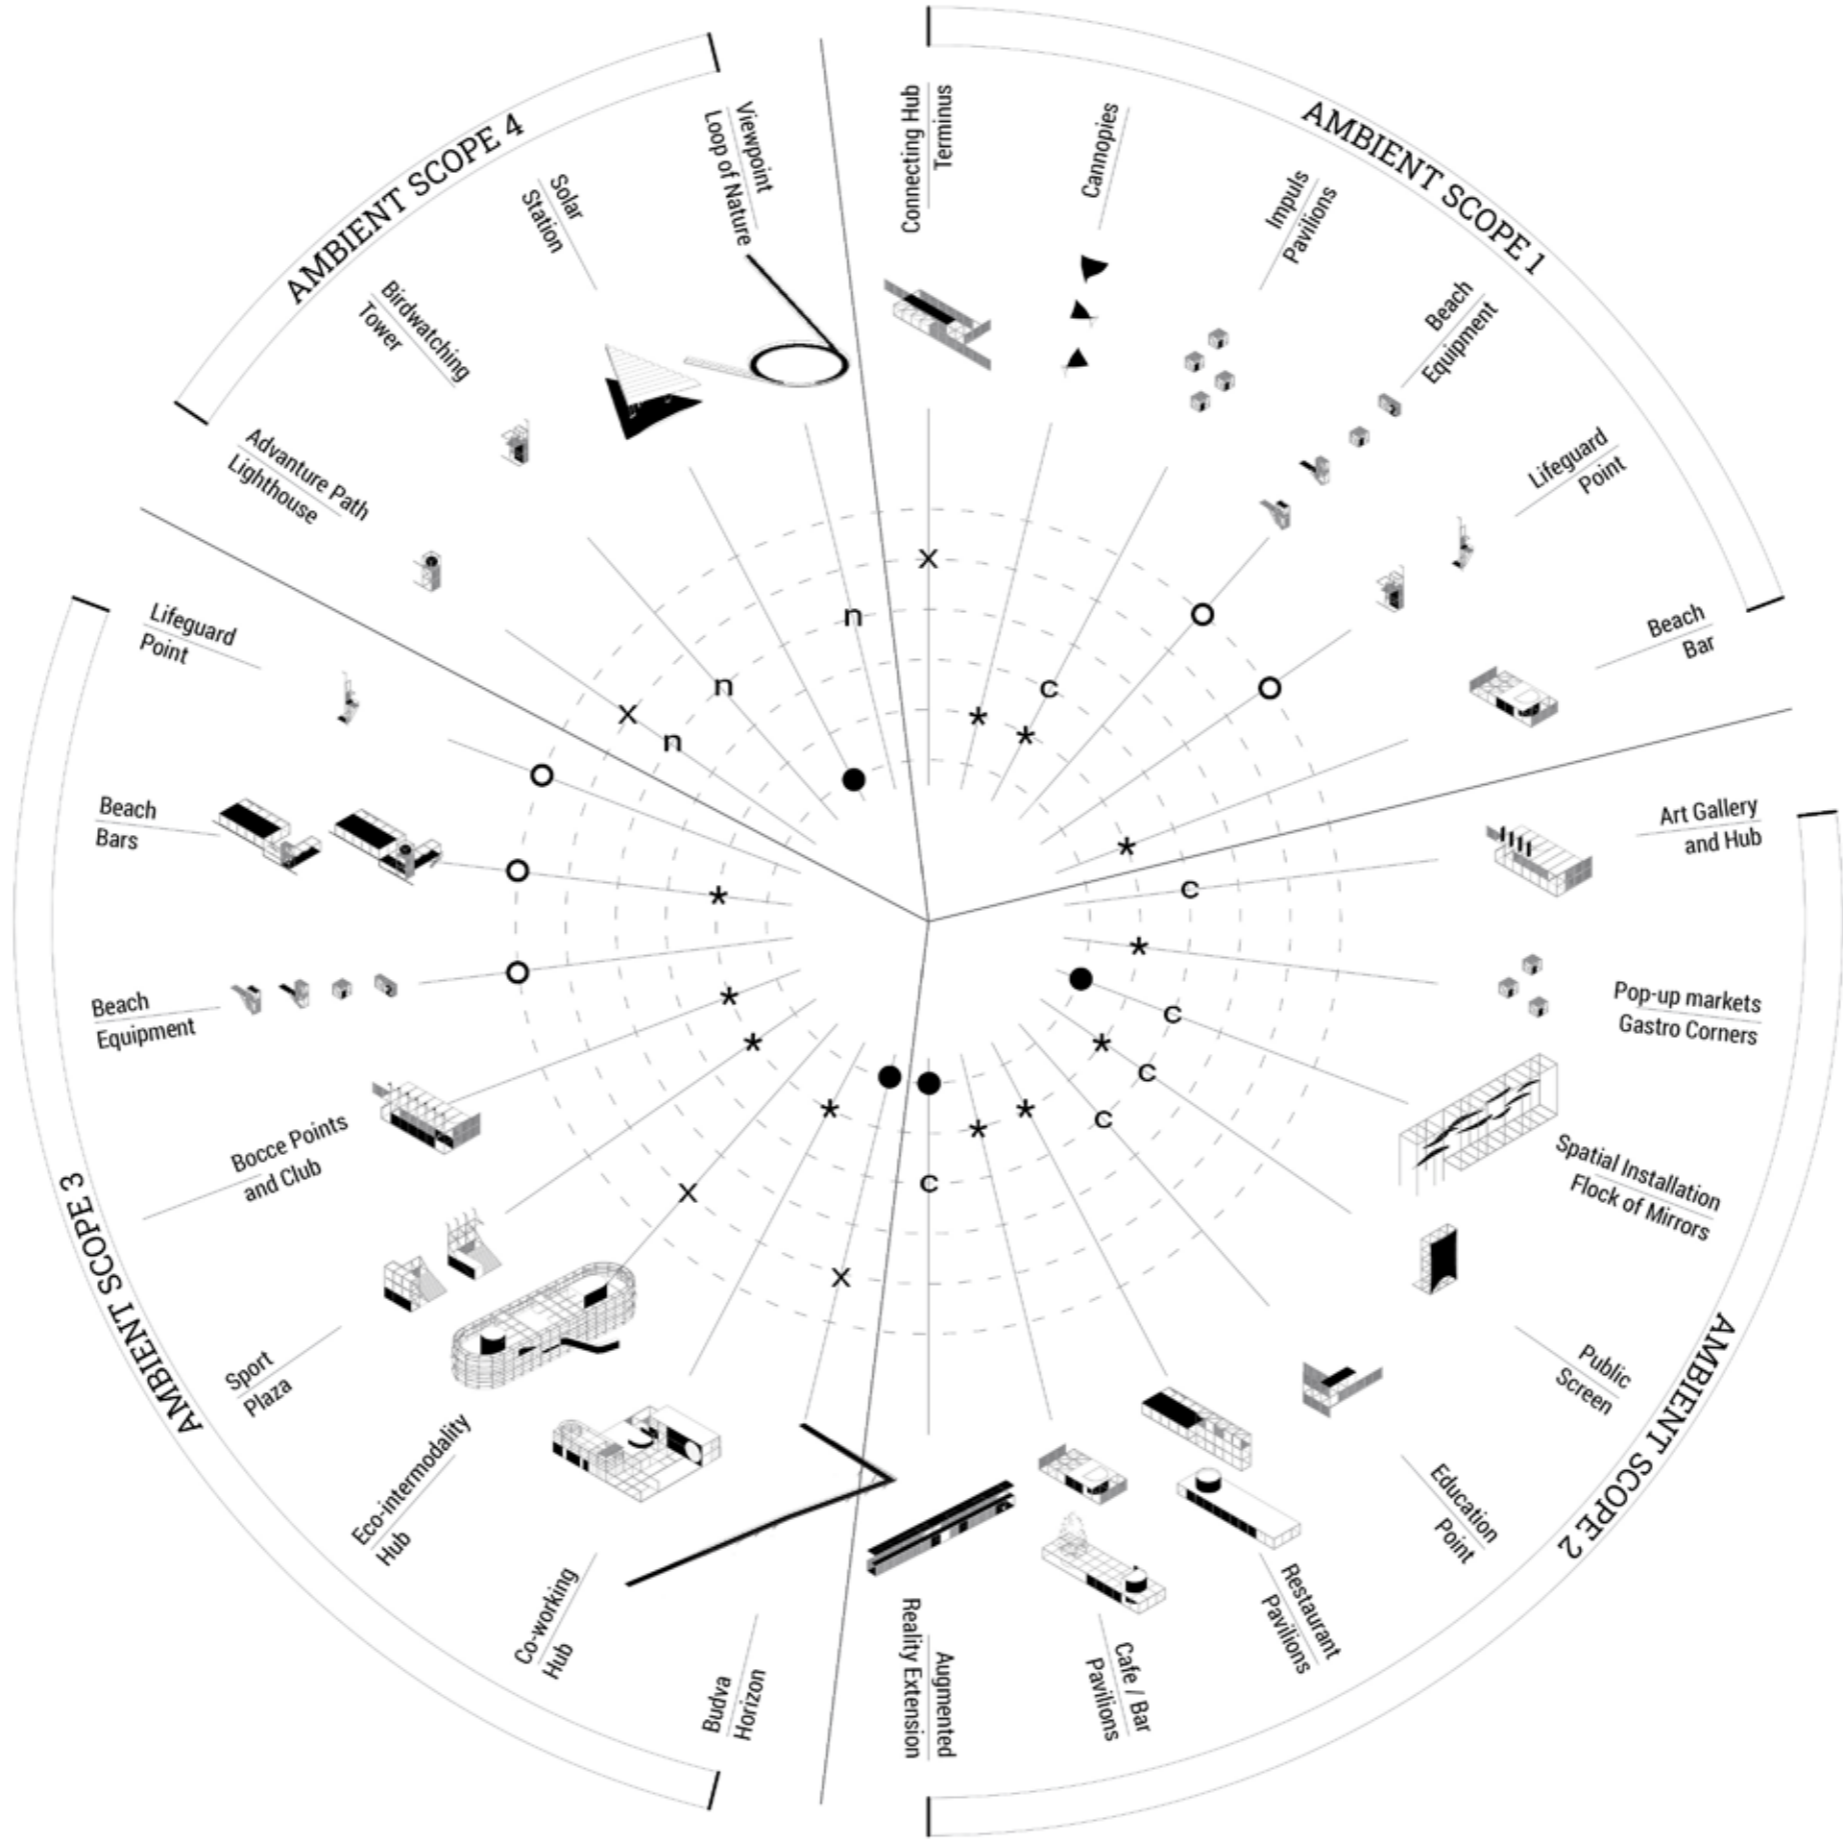 AMBIENT SCOPE 1
Connecting Hub
Terminus
Cannopies
Impuls
Pavilions
Beach
Equipment
Lifeguard
Point
Beach
Bar
AMBIENT SCOPE 2
Art Gallery
and Hub
Pop-up markets
Gastro Corners
Spatial Installation
Flock of Mirrors
Public
Screen
Education
Point
Restaurant
Pavilions
Cafe / Bar
Pavilions
Augmented
Reality Extension
AMBIENT SCOPE 3
Budva
Horizon
Co-working
Hub
Eco-intermodality
Hub
Sport
Plaza
Bocce Points
and Club
Beach
Equipment
Beach
Bars
Lifeguard
Point
AMBIENT SCOPE 4
Advanture Path
Lighthouse
Birdwatching
Tower
Solar
Station
Viewpoint
Loop of Nature
x
n
n
x
n
c
*
*
*
c
*
c
*
c
c
c
*
*
x
*
x
*
*
*